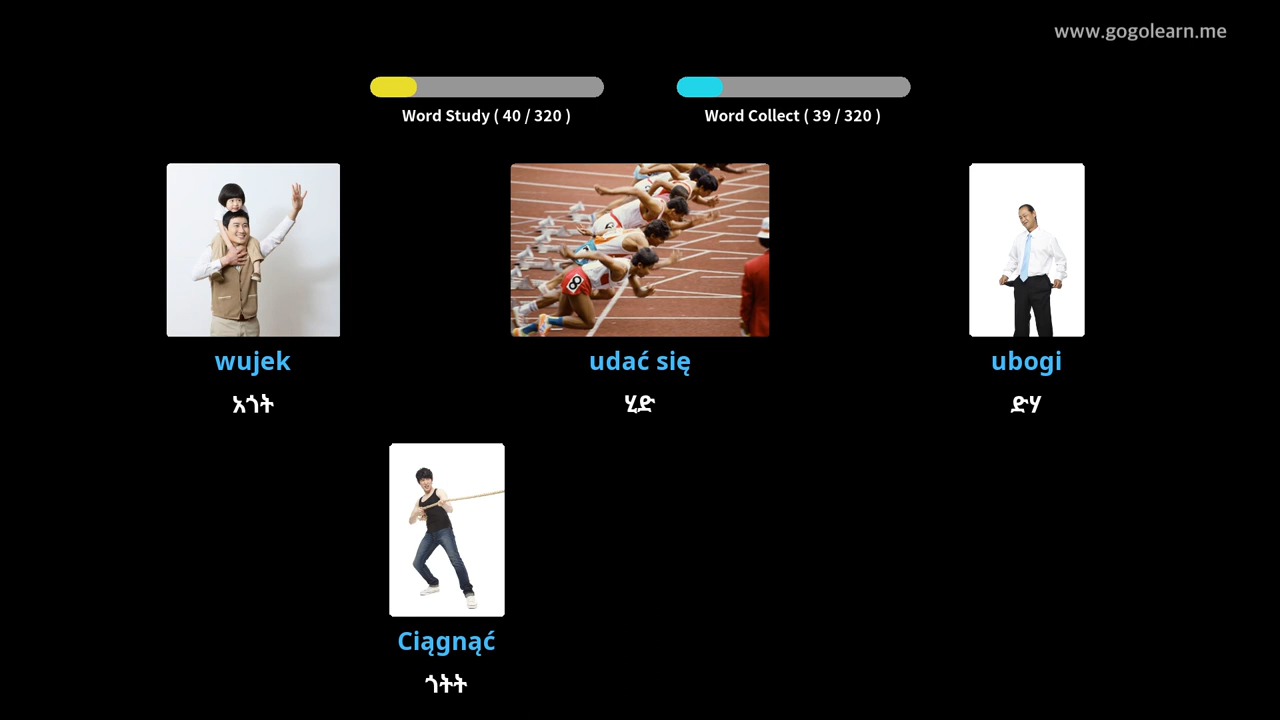 www.gogolearn.me
Word Study ( 40 / 320 )
Word Collect ( 39 / 320 )
wujek
አጎት
udać się
ሂድ
ubogi
ድሃ
Ciągnąć
ጎትት